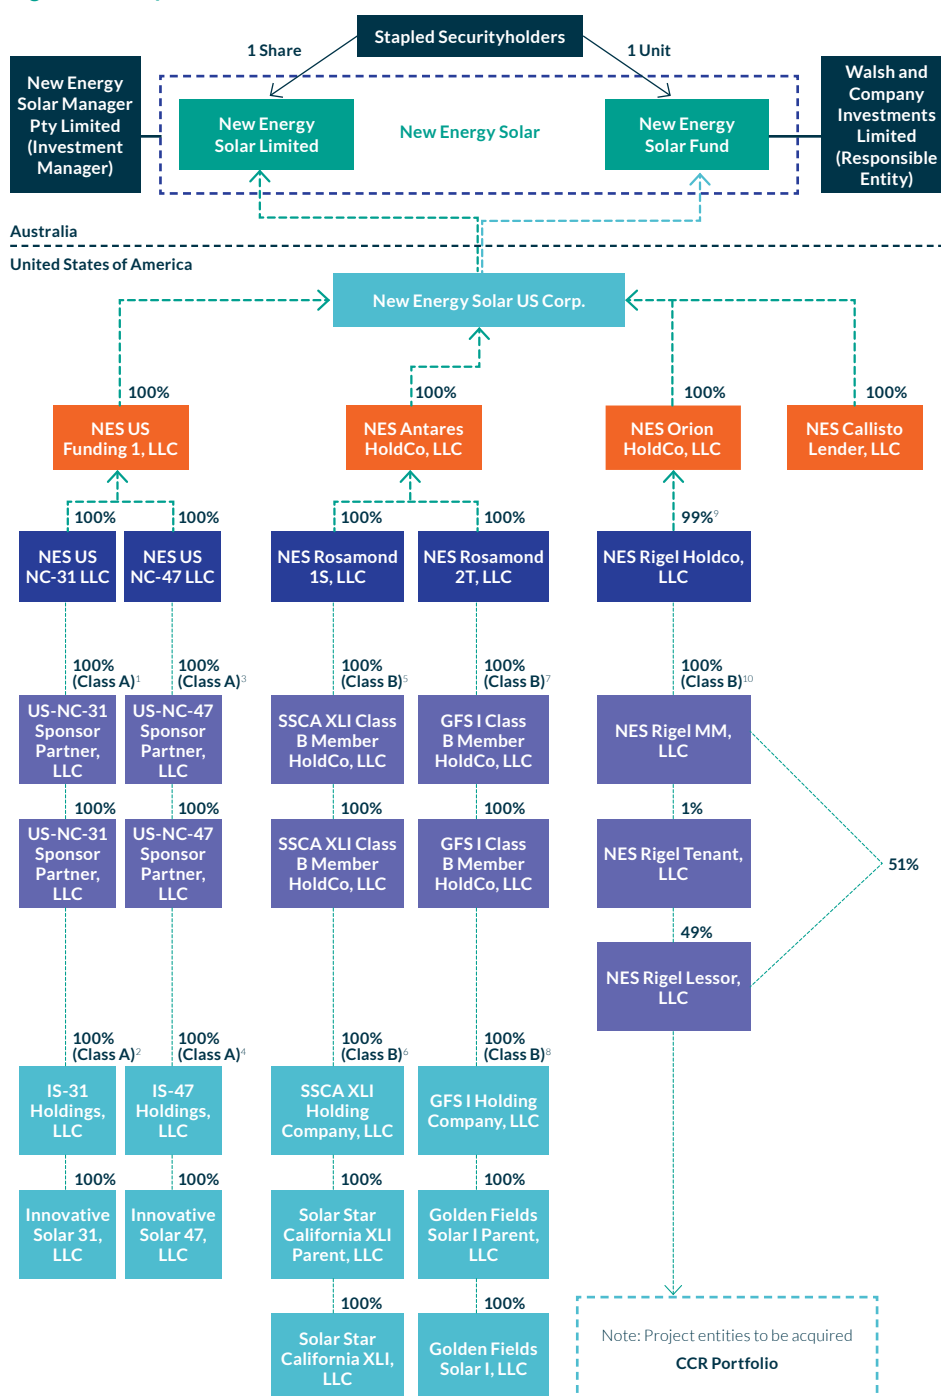 Stapled Securityholders
1 Share
1 Unit
New Energy
Solar Manager
Pty Limited
(Investment
Manager)
New Energy
Solar Limited
New Energy Solar
New Energy
Solar Fund
Walsh and
Company
Investments
Limited
(Responsible
Entity)
Australia
United States of America
New Energy Solar US Corp.
100%
100%
100%
100%
NES US
Funding 1, LLC
NES Antares
HoldCo, LLC
NES Orion
HoldCo, LLC
NES Callisto
Lender, LLC
100%
100%
100%
100%
99%⁹
NES US
NC-31 LLC
NES US
NC-47 LLC
NES Rosamond
1S, LLC
NES Rosamond
2T, LLC
NES Rigel Holdco,
LLC
100%
(Class A)¹
100%
(Class A)³
100%
(Class B)⁵
100%
(Class B)⁷
100%
(Class B)¹⁰
US-NC-31
Sponsor
Partner,
LLC
US-NC-47
Sponsor
Partner,
LLC
SSCA XLI Class
B Member
HoldCo, LLC
GFS I Class
B Member
HoldCo, LLC
NES Rigel MM,
LLC
100%
100%
100%
100%
1%
US-NC-31
Sponsor
Partner,
LLC
US-NC-47
Sponsor
Partner,
LLC
SSCA XLI Class
B Member
HoldCo, LLC
GFS I Class
B Member
HoldCo, LLC
NES Rigel Tenant,
LLC
51%
49%
NES Rigel Lessor,
LLC
100%
(Class A)²
100%
(Class A)⁴
100%
(Class B)⁶
100%
(Class B)⁸
IS-31
Holdings,
LLC
IS-47
Holdings,
LLC
SSCA XLI
Holding
Company, LLC
GFS I Holding
Company, LLC
100%
100%
100%
100%
Innovative
Solar 31,
LLC
Innovative
Solar 47,
LLC
Solar Star
California XLI
Parent, LLC
Golden Fields
Solar I Parent,
LLC
100%
100%
Solar Star
California XLI,
LLC
Golden Fields
Solar I, LLC
Note: Project entities to be acquired
CCR Portfolio